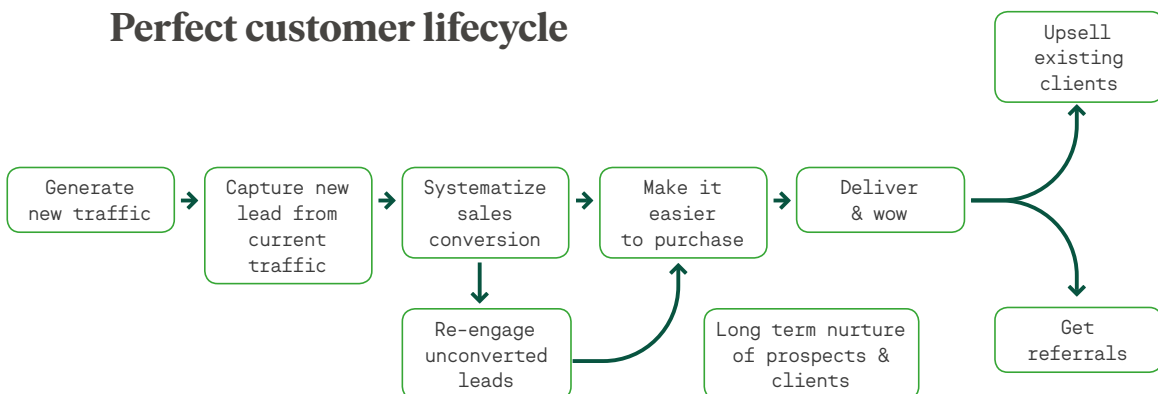 Perfect customer lifecycle
Upsell
existing
clients
Generate
new traffic
Capture new
lead from
current
traffic
Systematize
sales
conversion
Make it
easier
to purchase
Deliver
& wow
Re-engage
unconverted
leads
Long term nurture
of prospects &
clients
Get
referrals